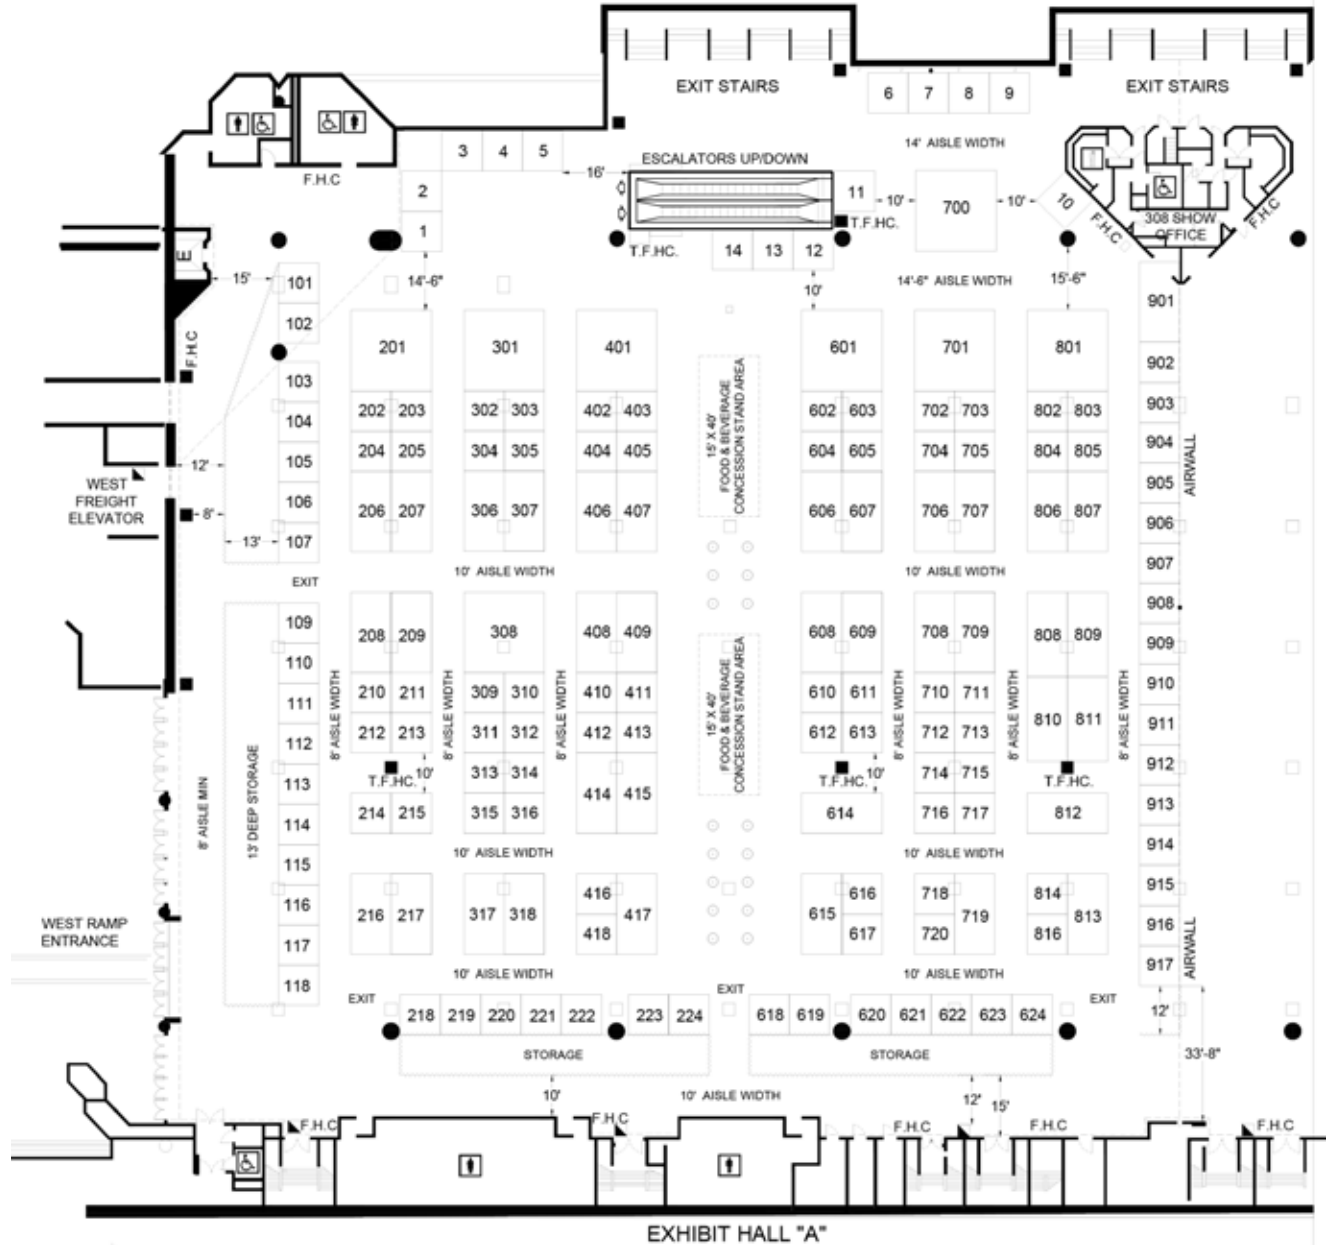 EXIT STAIRS
EXIT STAIRS
6 7 8 9
14' AISLE WIDTH
3 4 5
ESCALATORS UP/DOWN
16'
F.H.C
2
11
10'
700
10'
10
1
T.F.HC.
F.H.C
308 SHOW
OFFICE
F.H.C
T.F.HC.
14 13 12
E
15'
101
14'-6"
10'
14'-6" AISLE WIDTH
15'-6"
901
102
F.H.C
201 301 401 601 701 801
902
103
15' X 40'
FOOD & BEVERAGE
CONCESSION STAND AREA
202 203 302 303 402 403 602 603 702 703 802 803 903
104
204 205 304 305 404 405 604 605 704 705 804 805 904
AIRWALL
12'
105
905
WEST
FREIGHT
ELEVATOR
106
206 207 306 307 406 407 606 607 706 707 806 807
8'
906
13'
107
907
10' AISLE WIDTH
10' AISLE WIDTH
EXIT
908
109
208 209 308 408 409 608 609 708 709 808 809
909
110
15' X 40'
FOOD & BEVERAGE
CONCESSION STAND AREA
910
210 211 309 310 410 411 610 611 710 711
111
8' AISLE WIDTH
8' AISLE WIDTH
8' AISLE WIDTH
8' AISLE WIDTH
8' AISLE WIDTH
8' AISLE WIDTH
810 811
911
212 213 311 312 412 413 612 613 712 713
112
912
313 314 714 715
T.F.HC.
10'
T.F.HC.
10'
T.F.HC.
113
414 415
913
8' AISLE MIN
13' DEEP STORAGE
214 215 315 316 614 716 717 812
114
914
10' AISLE WIDTH
10' AISLE WIDTH
115
915
416 616 718 814
116
216 217 317 318 417 615 719 813
916
WEST RAMP
ENTRANCE
418 617 720 816
117
917
AIRWALL
10' AISLE WIDTH
10' AISLE WIDTH
118
EXIT
EXIT
EXIT
218 219 220 221 222 223 224 618 619 620 621 622 623 624
12'
STORAGE
STORAGE
33'-8"
10'
10' AISLE WIDTH
12'
15'
F.H.C
F.H.C
F.H.C
F.H.C
F.H.C
EXHIBIT HALL "A"